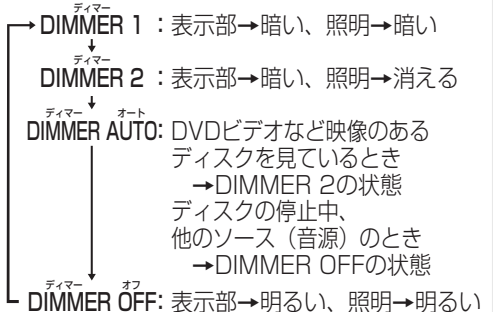 ディマー
DIMMER 1 ：表示部→暗い、照明→暗い
ディマー
DIMMER 2 ：表示部→暗い、照明→消える
ディマー オート
DIMMER AUTO：DVDビデオなど映像のある
ディスクを見ているとき
→DIMMER 2の状態
ディスクの停止中、
他のソース（音源）のとき
→DIMMER OFFの状態
ディマー オフ
DIMMER OFF：表示部→明るい、照明→明るい